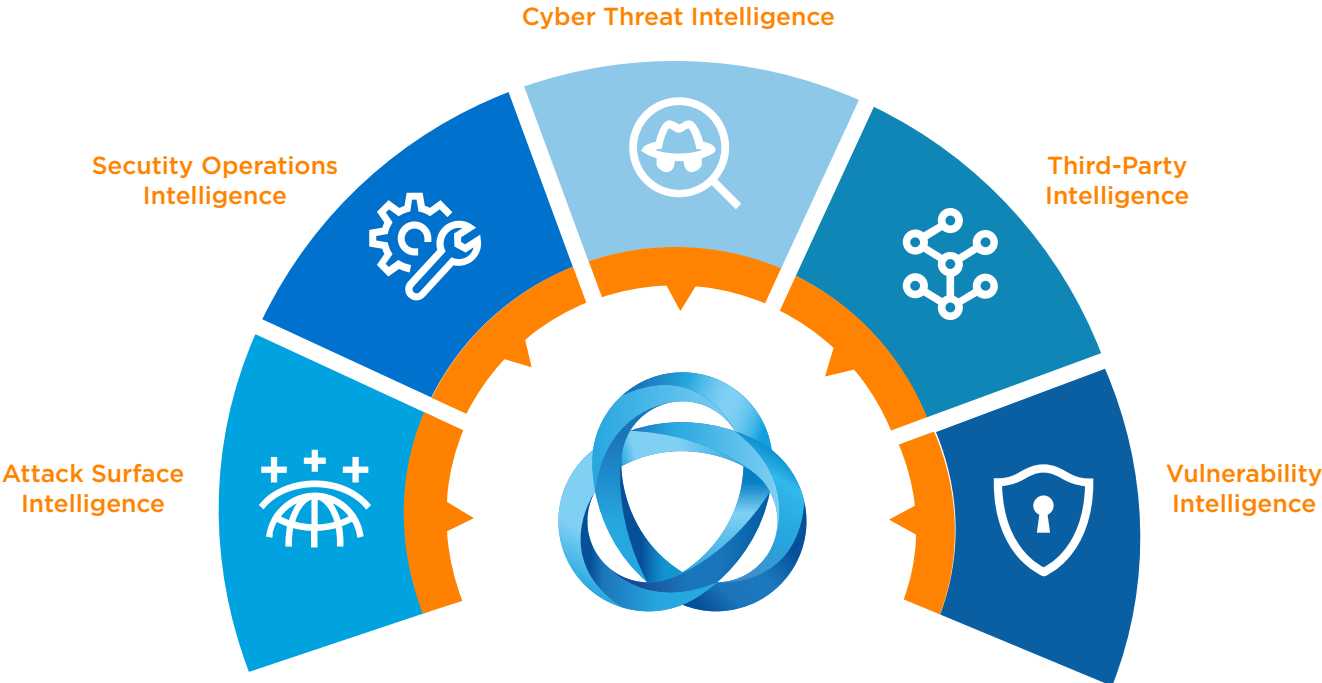 Cyber Threat Intelligence
Secutity Operations
Intelligence
Third-Party
Intelligence
Attack Surface
Intelligence
Vulnerability
Intelligence